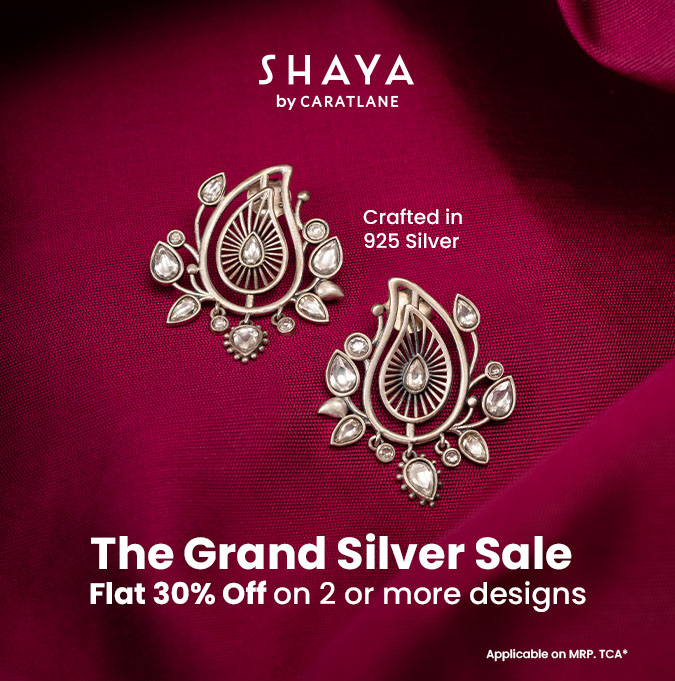 SHAYA
by CARATLANE
Crafted in
925 Silver
The Grand Silver Sale
Flat 30% Off on 2 or more designs
Applicable on MRP. TCA*